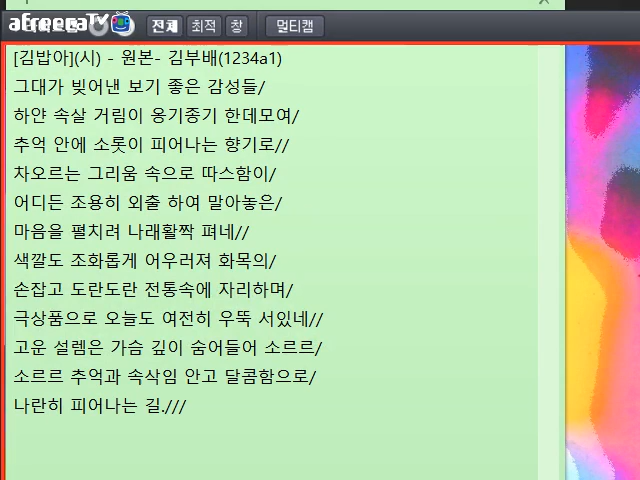 afreecaTV
전체 최적 창 멀티캠
[김밥아](시) - 원본- 김부배(1234a1)
그대가 빚어낸 보기 좋은 감성들/
하얀 속살 거림이 옹기종기 한데모여/
추억 안에 소롯이 피어나는 향기로//
차오르는 그리움 속으로 따스함이/
어디든 조용히 외출 하여 말아놓은/
마음을 펼치려 나래활짝 펴네//
색깔도 조화롭게 어우러져 화목의/
손잡고 도란도란 전통속에 자리하며/
극상품으로 오늘도 여전히 우뚝 서있네//
고운 설렘은 가슴 깊이 숨어들어 소르르/
소르르 추억과 속삭임 안고 달콤함으로/
나란히 피어나는 길.///